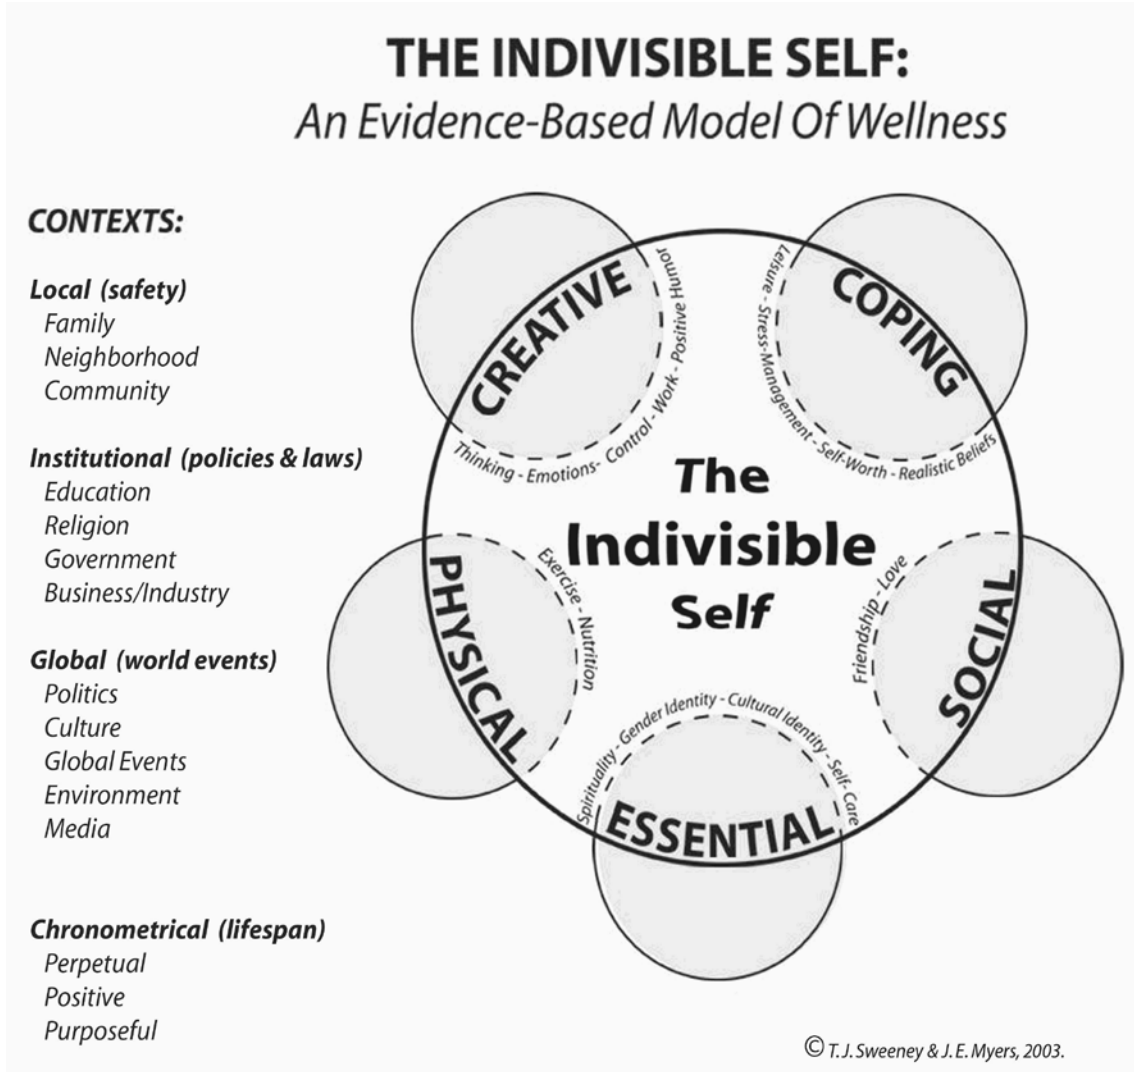 THE INDIVISIBLE SELF:
An Evidence-Based Model Of Wellness
CONTEXTS:
Local (safety)
Family
Neighborhood
Community
Institutional (policies & laws)
Education
Religion
Government
Business/Industry
Global (world events)
Politics
Culture
Global Events
Environment
Media
Chronometrical (lifespan)
Perpetual
Positive
Purposeful
CREATIVE
Thinking - Emotions- Control - Work - Positive Humor
COPING
Leisure - Stress-Management - Self-Worth - Realistic Beliefs
The
Indivisible
Self
PHYSICAL
Exercise - Nutrition
SOCIAL
Friendship - Love
ESSENTIAL
Spirituality - Gender Identity - Cultural Identity - Self- Care
© T. J. Sweeney & J. E. Myers, 2003.